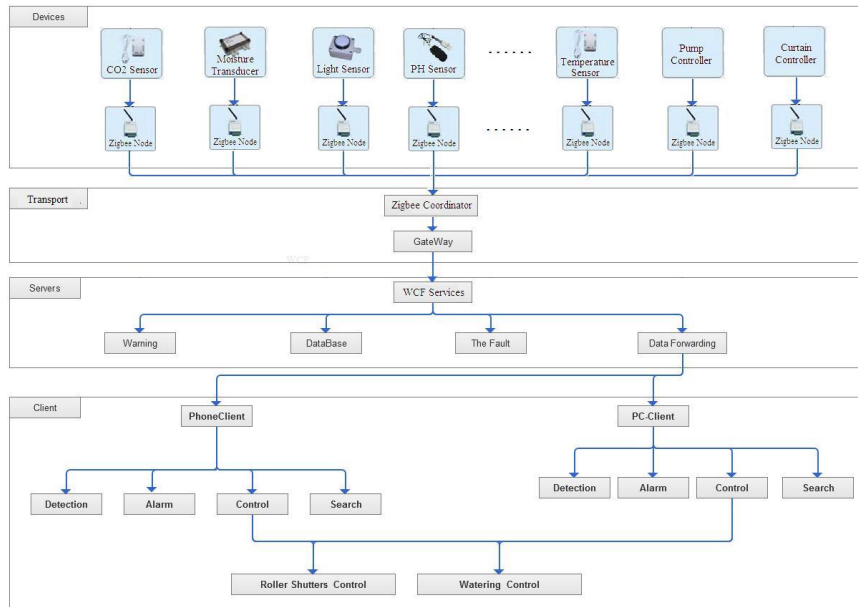 Devices
CO2 Sensor
Moisture
Transducer
Light Sensor
PH Sensor
......
Temperature
Sensor
Pump
Controller
Curtain
Controller
Zigbee Node
Zigbee Node
Zigbee Node
Zigbee Node
......
Zigbee Node
Zigbee Node
Zigbee Node
Transport
Zigbee Coordinator
GateWay
WCF
Servers
WCF Services
Warning
DataBase
The Fault
Data Forwarding
Client
PhoneClient
PC-Client
Detection
Alarm
Control
Search
Detection
Alarm
Control
Search
Roller Shutters Control
Watering Control